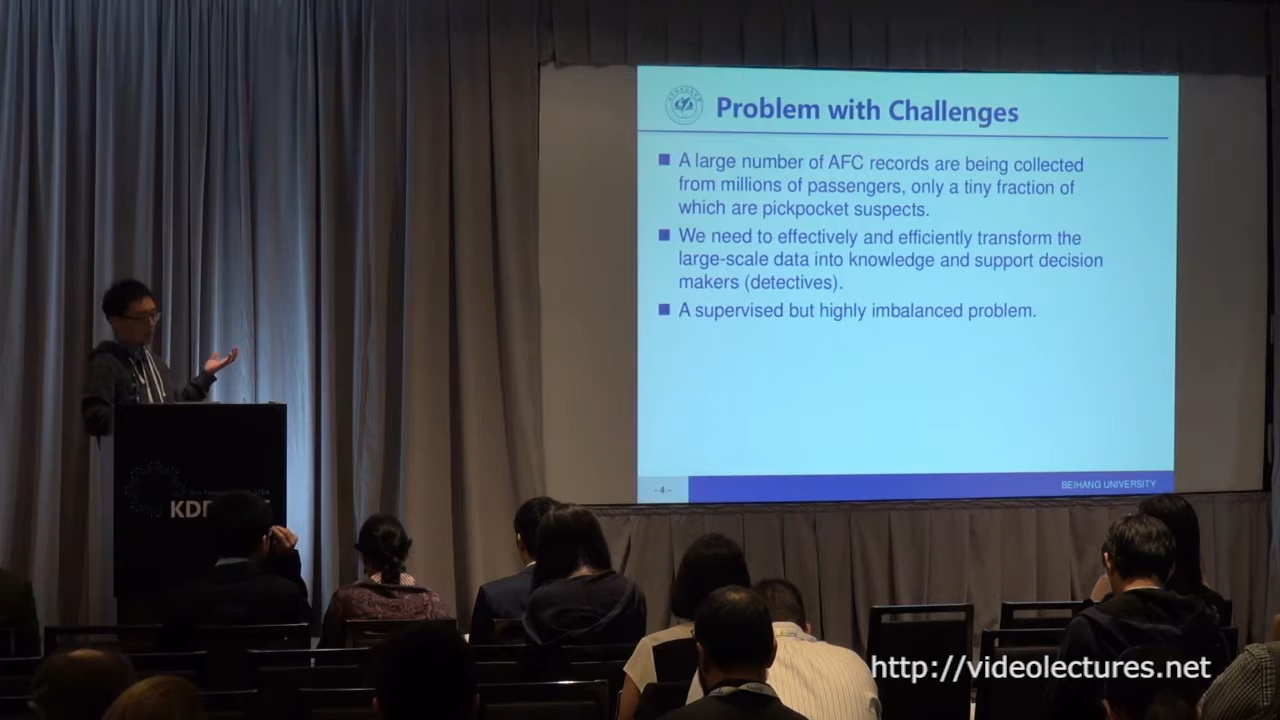 Problem with Challenges
A large number of AFC records are being collected
from millions of passengers, only a tiny fraction of
which are pickpocket suspects.
We need to effectively and efficiently transform the
large-scale data into knowledge and support decision
makers (detectives).
A supervised but highly imbalanced problem.
- 4 -
BEIHANG UNIVERSITY
KD
http://videolectures.net